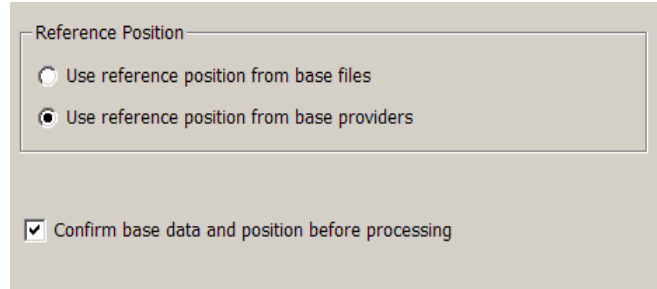 Reference Position
Use reference position from base files
Use reference position from base providers
Confirm base data and position before processing